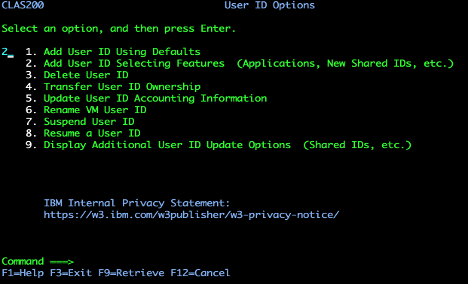 CLAS200 User ID Options
Select an option, and then press Enter.
2_ 1. Add User ID Using Defaults
2. Add User ID Selecting Features (Applications, New Shared IDs, etc.)
3. Delete User ID
4. Transfer User ID Ownership
5. Update User ID Accounting Information
6. Rename VM User ID
7. Suspend User ID
8. Resume a User ID
9. Display Additional User ID Update Options (Shared IDs, etc.)
IBM Internal Privacy Statement:
https://w3.ibm.com/w3publisher/w3-privacy-notice/
Command ===>
F1=Help F3=Exit F9=Retrieve F12=Cancel